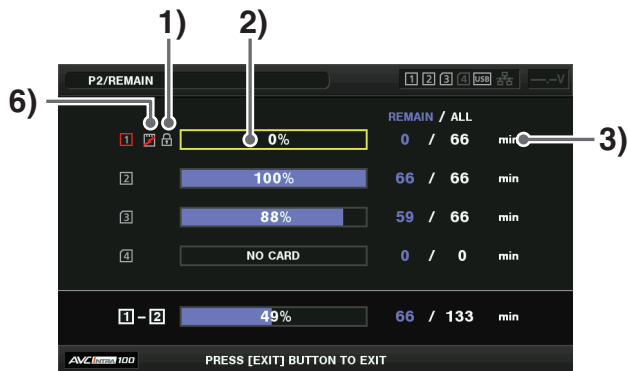 1) 2)
P2/REMAIN 1 2 3 4 USB ---.-V
6)
REMAIN / ALL
1 0% 0 / 66 min 3)
2 100% 66 / 66 min
3 88% 59 / 66 min
4 NO CARD 0 / 0 min
1 - 2 49% 66 / 133 min
AVC INTRA 100 PRESS [EXIT] BUTTON TO EXIT